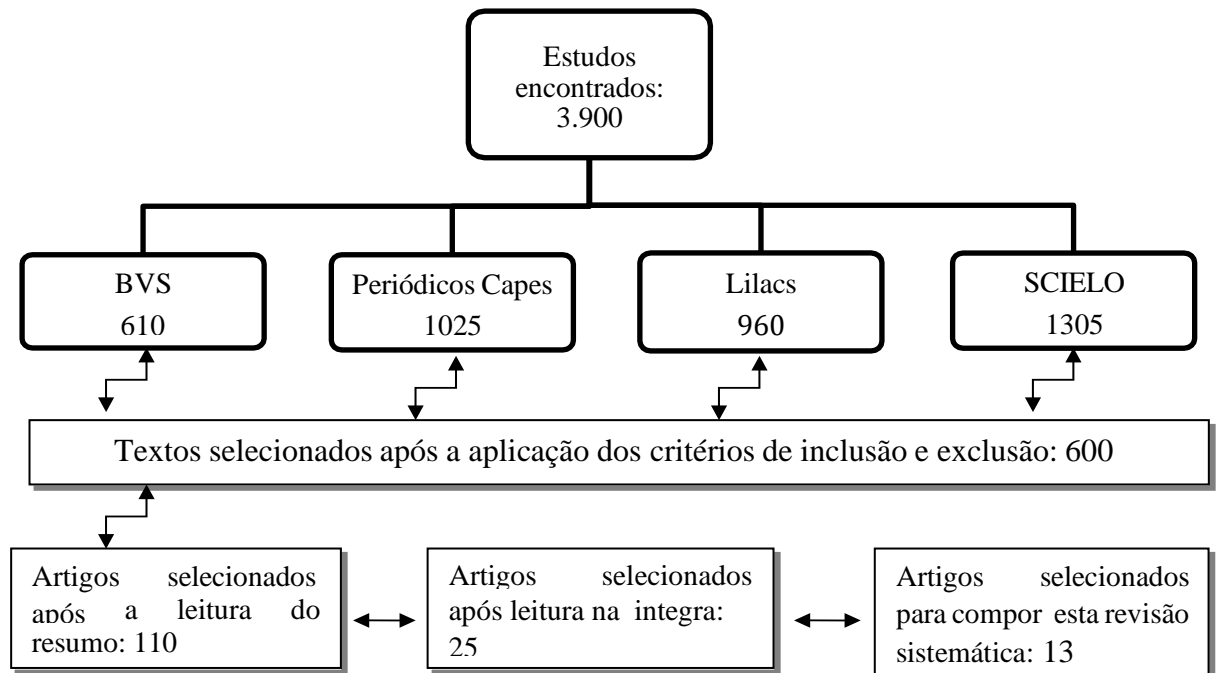 Estudos
encontrados:
3.900
BVS
610
Periódicos Capes
1025
Lilacs
960
SCIELO
1305
Textos selecionados após a aplicação dos critérios de inclusão e exclusão: 600
Artigos selecionados
após a leitura do
resumo: 110
Artigos selecionados
após leitura na integra:
25
Artigos selecionados
para compor esta revisão
sistemática: 13